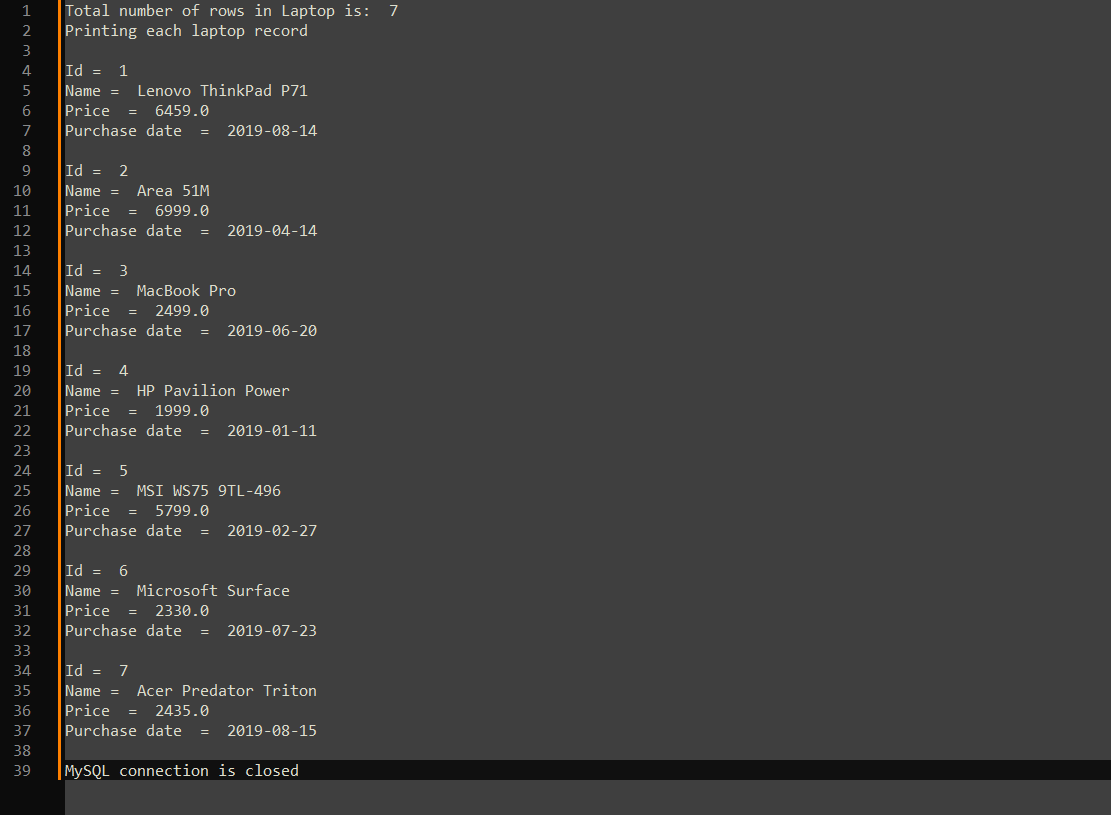 1 Total number of rows in Laptop is:  7
2 Printing each laptop record
3
4 Id =  1
5 Name =  Lenovo ThinkPad P71
6 Price  =  6459.0
7 Purchase date  =  2019-08-14
8
9 Id =  2
10 Name =  Area 51M
11 Price  =  6999.0
12 Purchase date  =  2019-04-14
13
14 Id =  3
15 Name =  MacBook Pro
16 Price  =  2499.0
17 Purchase date  =  2019-06-20
18
19 Id =  4
20 Name =  HP Pavilion Power
21 Price  =  1999.0
22 Purchase date  =  2019-01-11
23
24 Id =  5
25 Name =  MSI WS75 9TL-496
26 Price  =  5799.0
27 Purchase date  =  2019-02-27
28
29 Id =  6
30 Name =  Microsoft Surface
31 Price  =  2330.0
32 Purchase date  =  2019-07-23
33
34 Id =  7
35 Name =  Acer Predator Triton
36 Price  =  2435.0
37 Purchase date  =  2019-08-15
38
39 MySQL connection is closed